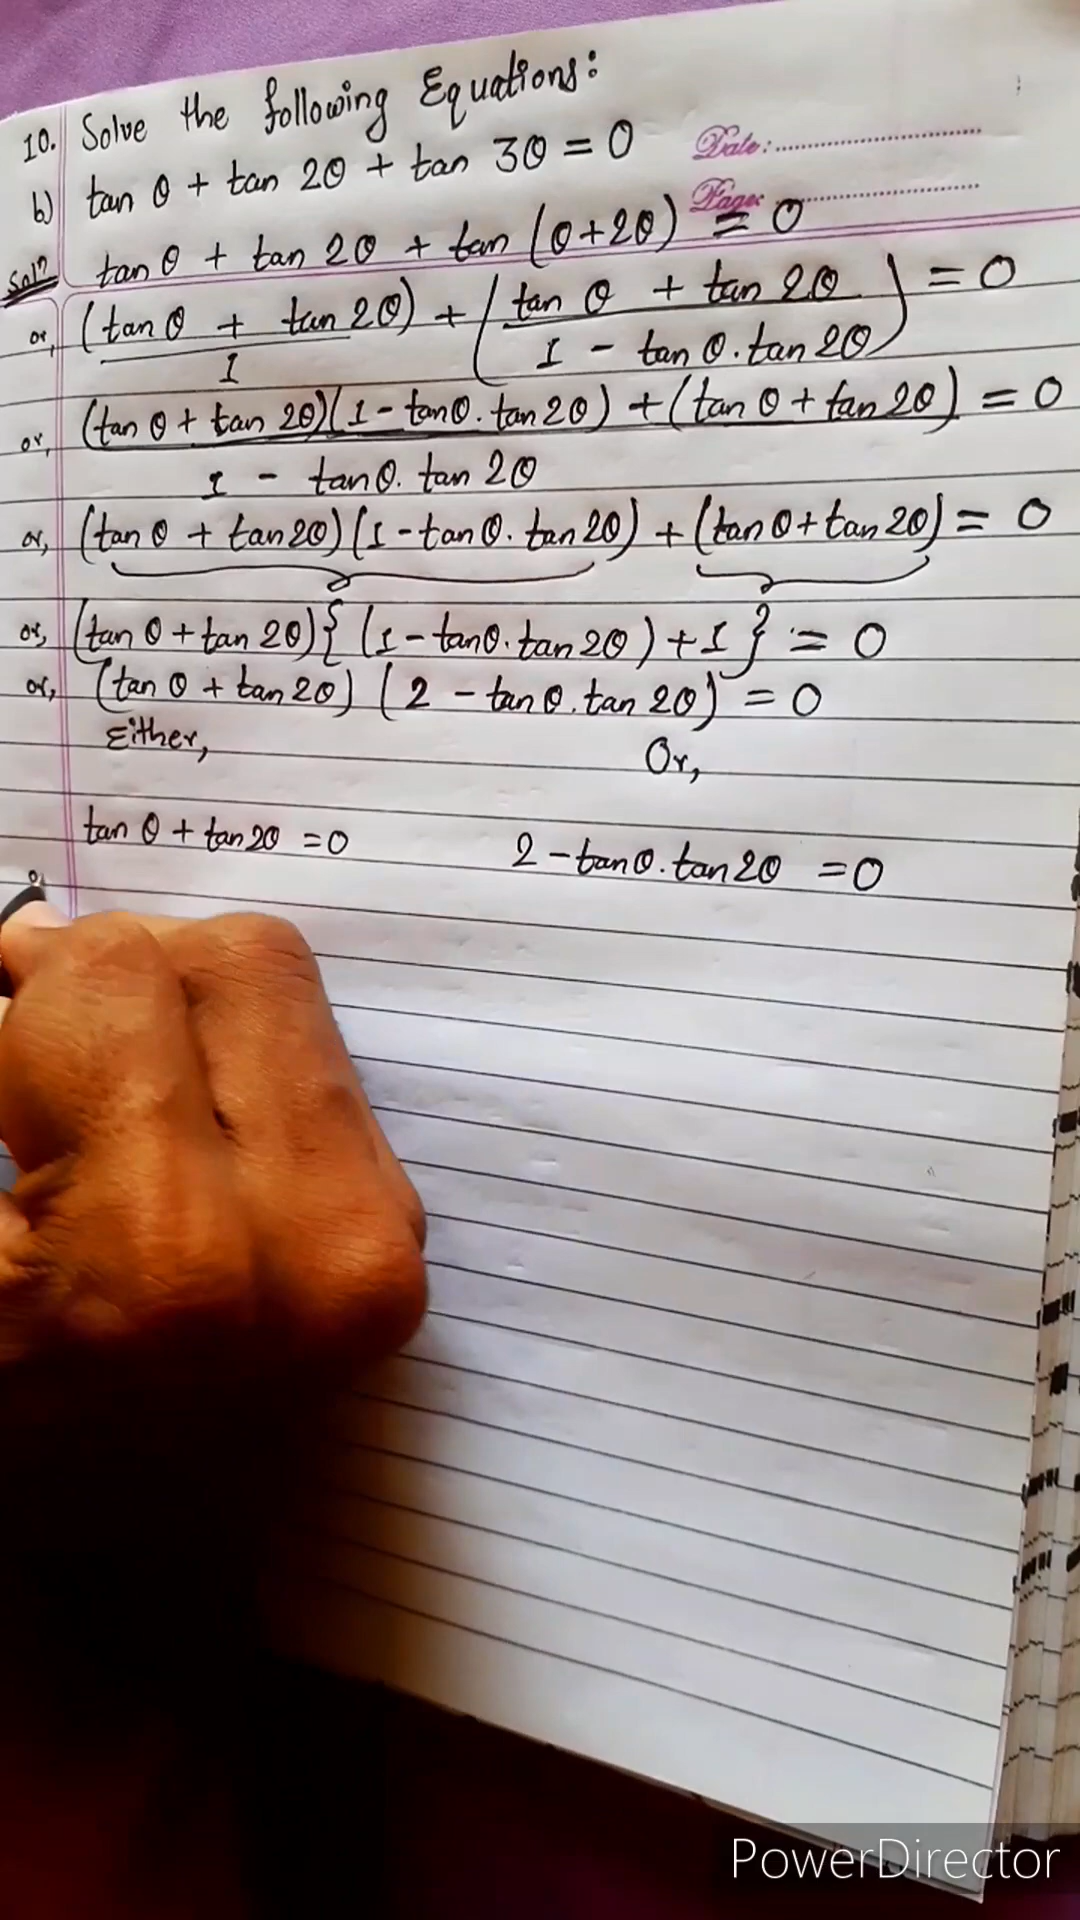 10. Solve the following Equations:
b) tan θ + tan 2θ + tan 3θ = 0
Date: ..............................
Page: ..............................
Solⁿ tan θ + tan 2θ + tan (θ+2θ) = 0
or, (tan θ + tan 2θ)/1 + (tan θ + tan 2θ / 1 - tan θ. tan 2θ) = 0
or, (tan θ + tan 2θ)(1 - tan θ. tan 2θ) + (tan θ + tan 2θ) = 0
1 - tan θ. tan 2θ
or, (tan θ + tan 2θ)(1 - tan θ. tan 2θ) + (tan θ + tan 2θ) = 0
or, (tan θ + tan 2θ){(1 - tan θ. tan 2θ) + 1} = 0
or, (tan θ + tan 2θ) (2 - tan θ. tan 2θ) = 0
Either, Or,
tan θ + tan 2θ = 0 2 - tan θ. tan 2θ = 0
PowerDirector